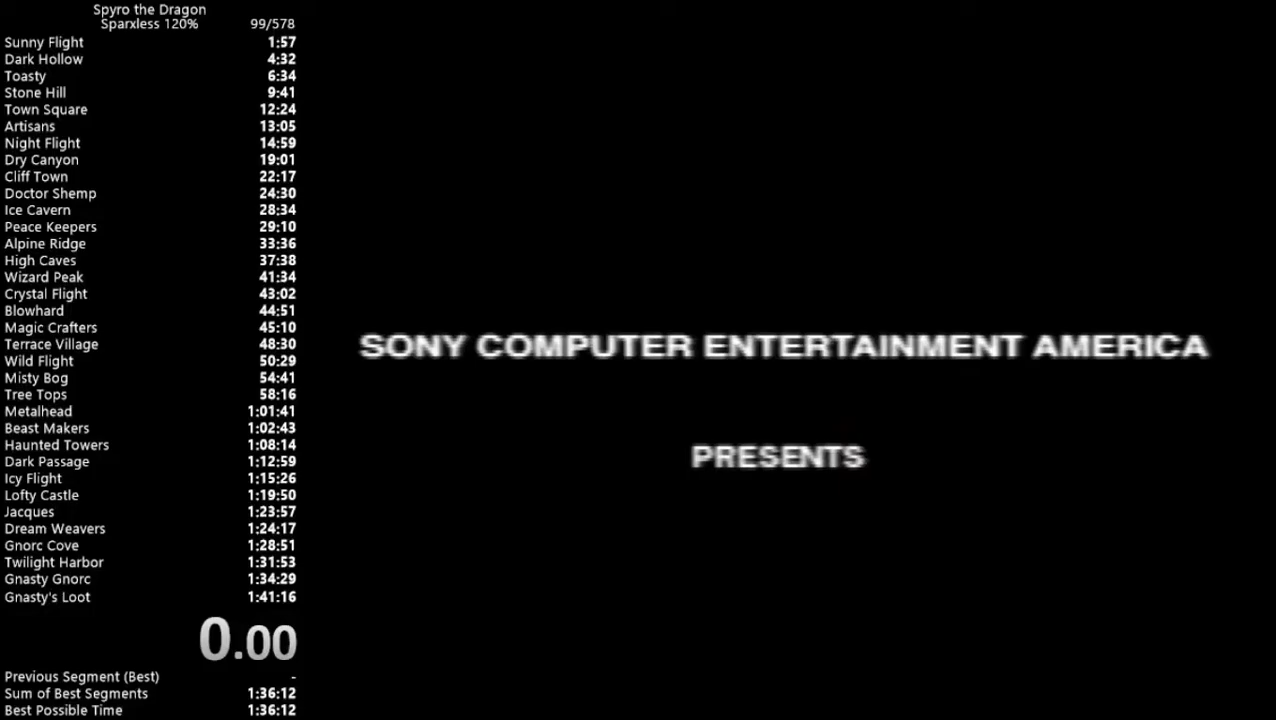 Spyro the Dragon
Sparxless 120% 99/578
Sunny Flight 1:57
Dark Hollow 4:32
Toasty 6:34
Stone Hill 9:41
Town Square 12:24
Artisans 13:05
Night Flight 14:59
Dry Canyon 19:01
Cliff Town 22:17
Doctor Shemp 24:30
Ice Cavern 28:34
Peace Keepers 29:10
Alpine Ridge 33:36
High Caves 37:38
Wizard Peak 41:34
Crystal Flight 43:02
Blowhard 44:51
Magic Crafters 45:10
Terrace Village 48:30
Wild Flight 50:29
Misty Bog 54:41
Tree Tops 58:16
Metalhead 1:01:41
Beast Makers 1:02:43
Haunted Towers 1:08:14
Dark Passage 1:12:59
Icy Flight 1:15:26
Lofty Castle 1:19:50
Jacques 1:23:57
Dream Weavers 1:24:17
Gnorc Cove 1:28:51
Twilight Harbor 1:31:53
Gnasty Gnorc 1:34:29
Gnasty's Loot 1:41:16
0.00
Previous Segment (Best) -
Sum of Best Segments 1:36:12
Best Possible Time 1:36:12
SONY COMPUTER ENTERTAINMENT AMERICA
PRESENTS